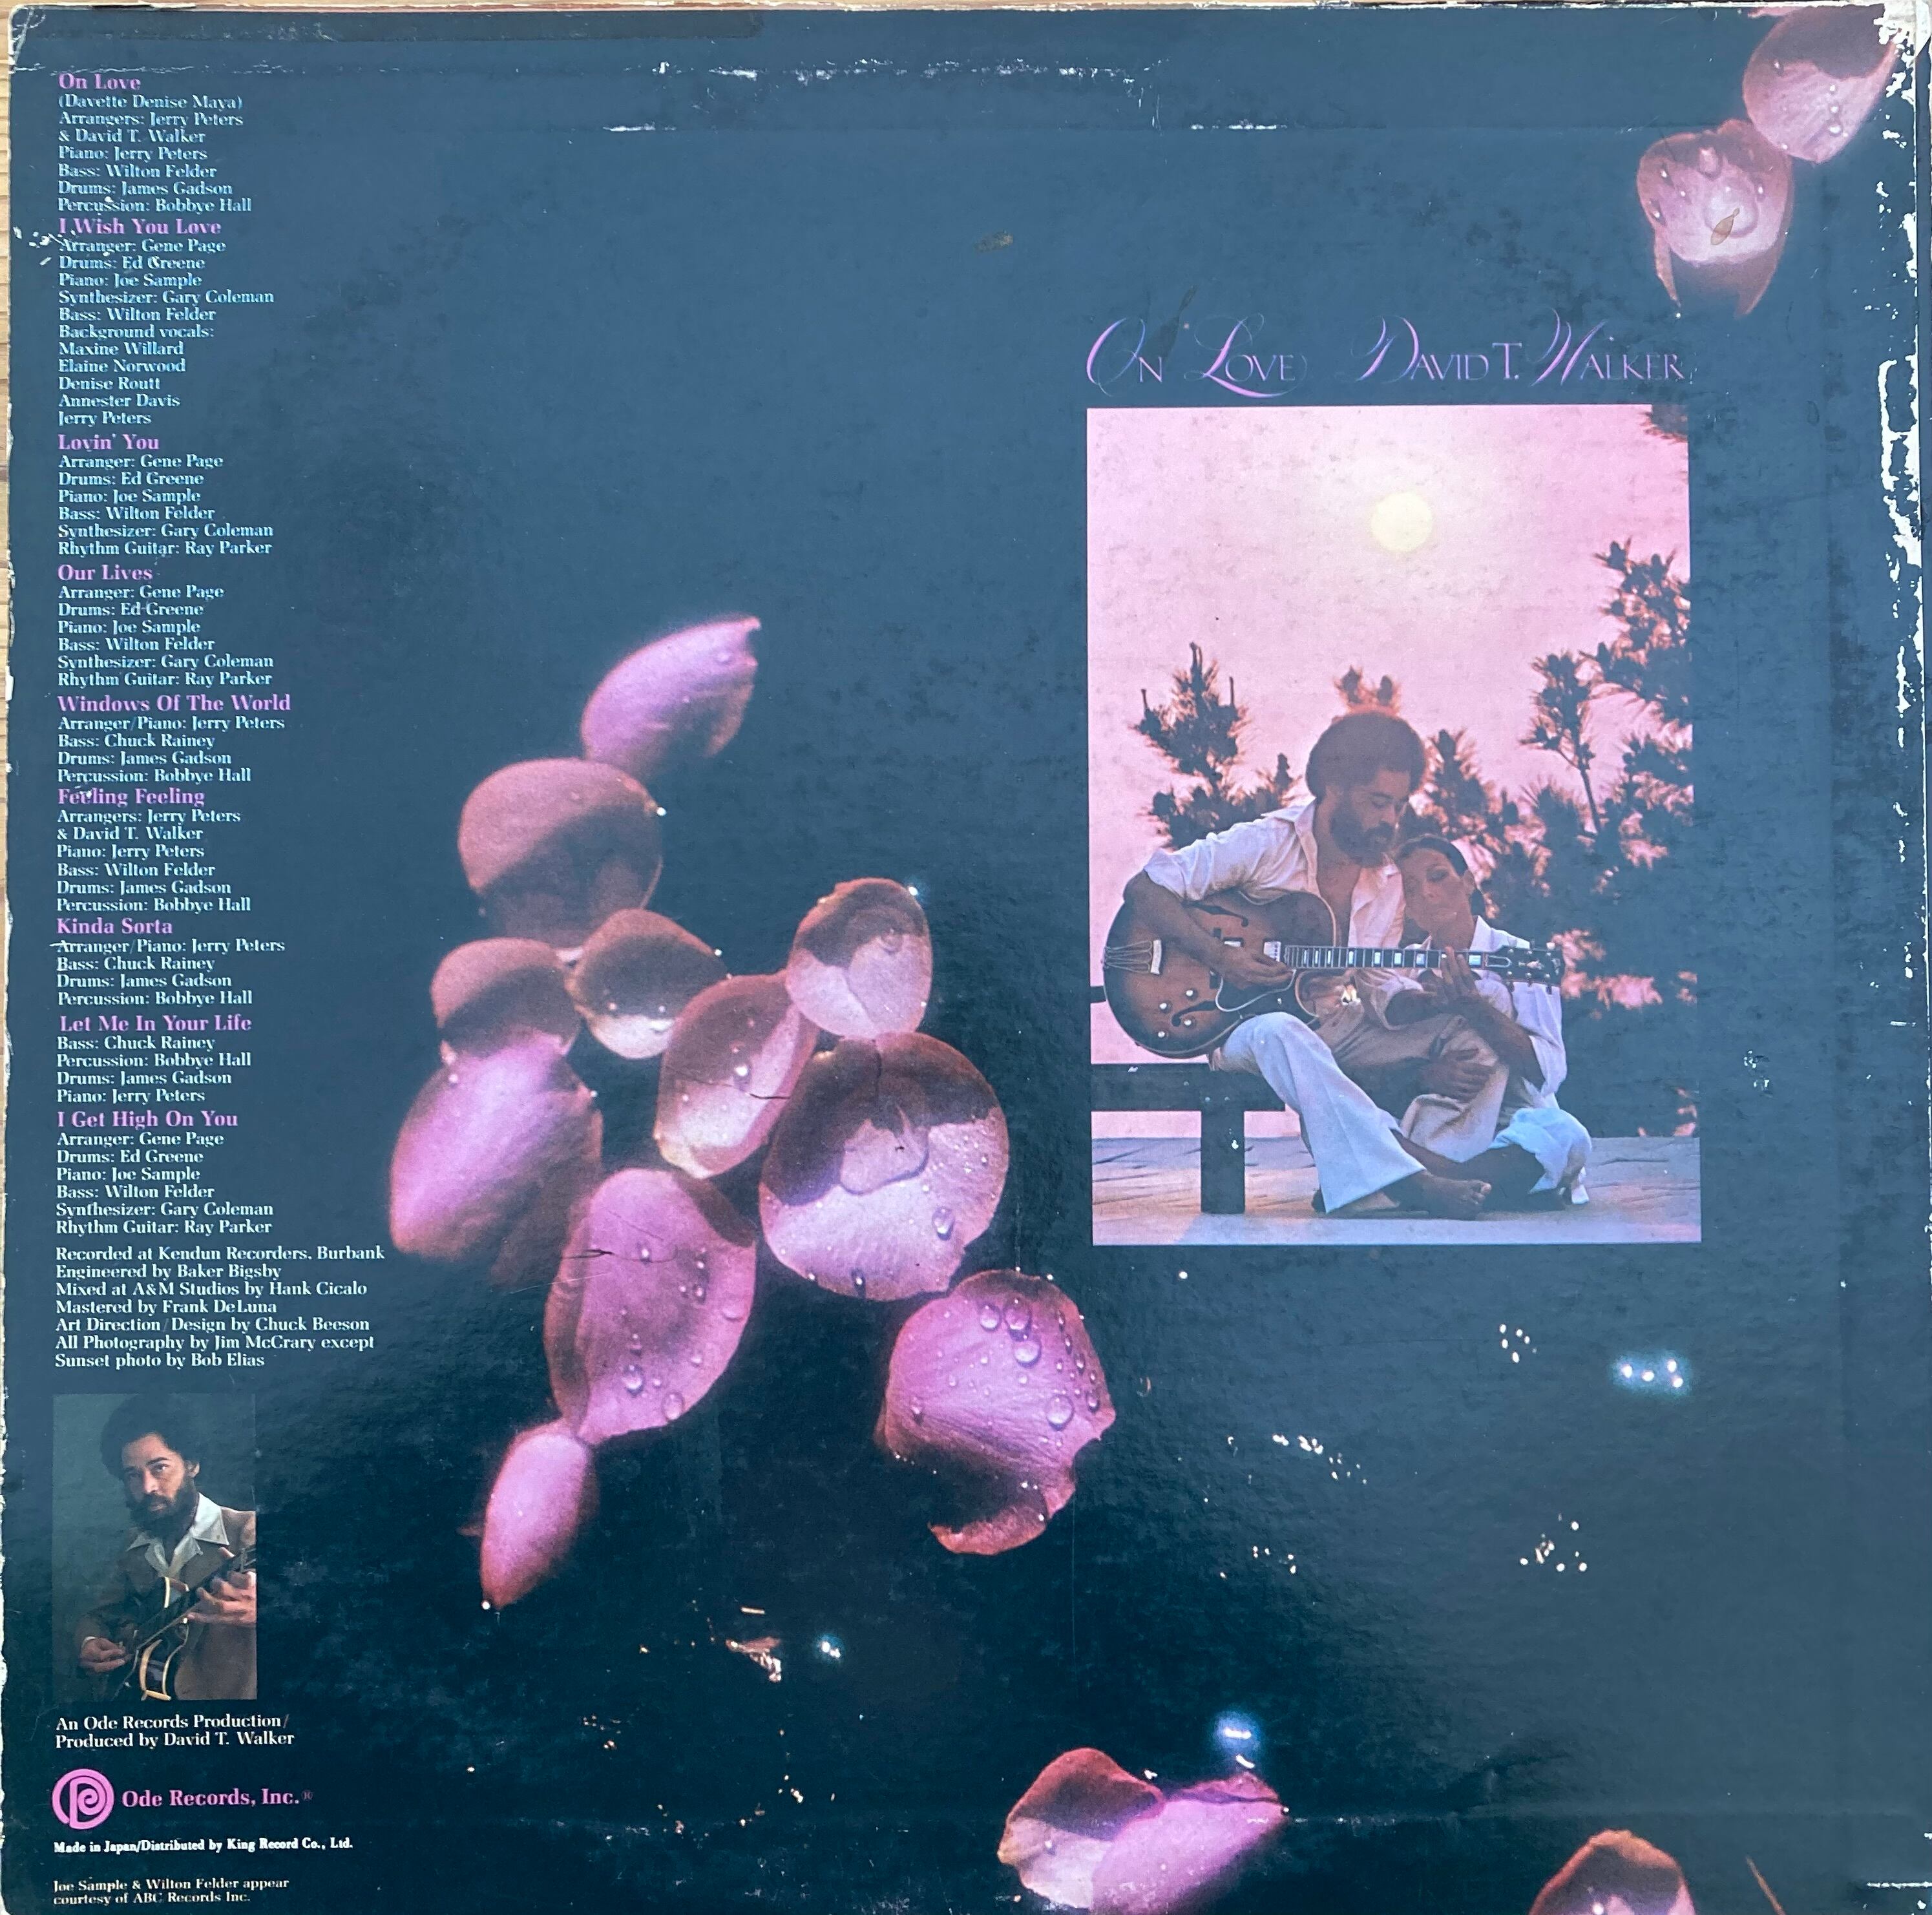 On Love
(Davette Denise Maya)
Arrangers: Jerry Peters
& David T. Walker
Piano: Jerry Peters
Bass: Wilton Felder
Drums: James Gadson
Percussion: Bobbye Hall
I Wish You Love
Arranger: Gene Page
Drums: Ed Greene
Piano: Joe Sample
Synthesizer: Gary Coleman
Bass: Wilton Felder
Background vocals:
Maxine Willard
Elaine Norwood
Denise Routt
Annester Davis
Jerry Peters
Lovin' You
Arranger: Gene Page
Drums: Ed Greene
Piano: Joe Sample
Bass: Wilton Felder
Synthesizer: Gary Coleman
Rhythm Guitar: Ray Parker
Our Lives
Arranger: Gene Page
Drums: Ed Greene
Piano: Joe Sample
Bass: Wilton Felder
Synthesizer: Gary Coleman
Rhythm Guitar: Ray Parker
Windows Of The World
Arranger/Piano: Jerry Peters
Bass: Chuck Rainey
Drums: James Gadson
Percussion: Bobbye Hall
Feeling Feeling
Arrangers: Jerry Peters
& David T. Walker
Piano: Jerry Peters
Bass: Wilton Felder
Drums: James Gadson
Percussion: Bobbye Hall
Kinda Sorta
Arranger/Piano: Jerry Peters
Bass: Chuck Rainey
Drums: James Gadson
Percussion: Bobbye Hall
Let Me In Your Life
Bass: Chuck Rainey
Percussion: Bobbye Hall
Drums: James Gadson
Piano: Jerry Peters
I Get High On You
Arranger: Gene Page
Drums: Ed Greene
Piano: Joe Sample
Bass: Wilton Felder
Synthesizer: Gary Coleman
Rhythm Guitar: Ray Parker
Recorded at Kendun Recorders, Burbank
Engineered by Baker Bigsby
Mixed at A&M Studios by Hank Cicalo
Mastered by Frank DeLuna
Art Direction/Design by Chuck Beeson
All Photography by Jim McCrary except
Sunset photo by Bob Elias
An Ode Records Production/
Produced by David T. Walker
Ode Records, Inc.®
Made in Japan/Distributed by King Record Co., Ltd.
Joe Sample & Wilton Felder appear
courtesy of ABC Records Inc.
On Love David T. Walker